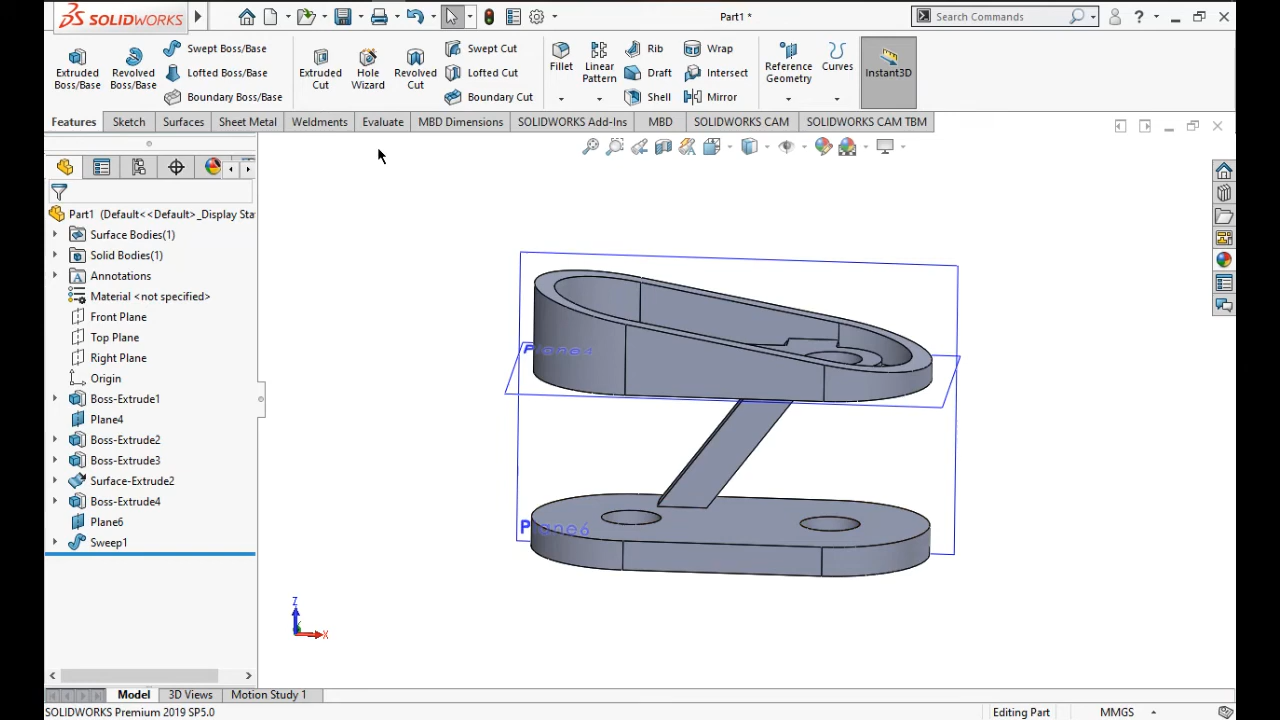 SOLIDWORKS
Part1 *
Search Commands
Extruded Boss/Base
Revolved Boss/Base
Swept Boss/Base
Lofted Boss/Base
Boundary Boss/Base
Extruded Cut
Hole Wizard
Revolved Cut
Swept Cut
Lofted Cut
Boundary Cut
Fillet
Linear Pattern
Rib
Draft
Shell
Wrap
Intersect
Mirror
Reference Geometry
Curves
Instant3D
Features
Sketch
Surfaces
Sheet Metal
Weldments
Evaluate
MBD Dimensions
SOLIDWORKS Add-Ins
MBD
SOLIDWORKS CAM
SOLIDWORKS CAM TBM
Part1 (Default<<Default>_Display Sta
Surface Bodies(1)
Solid Bodies(1)
Annotations
Material <not specified>
Front Plane
Top Plane
Right Plane
Origin
Boss-Extrude1
Plane4
Boss-Extrude2
Boss-Extrude3
Surface-Extrude2
Boss-Extrude4
Plane6
Sweep1
Plane4
Plane6
Z
X
Model
3D Views
Motion Study 1
SOLIDWORKS Premium 2019 SP5.0
Editing Part
MMGS